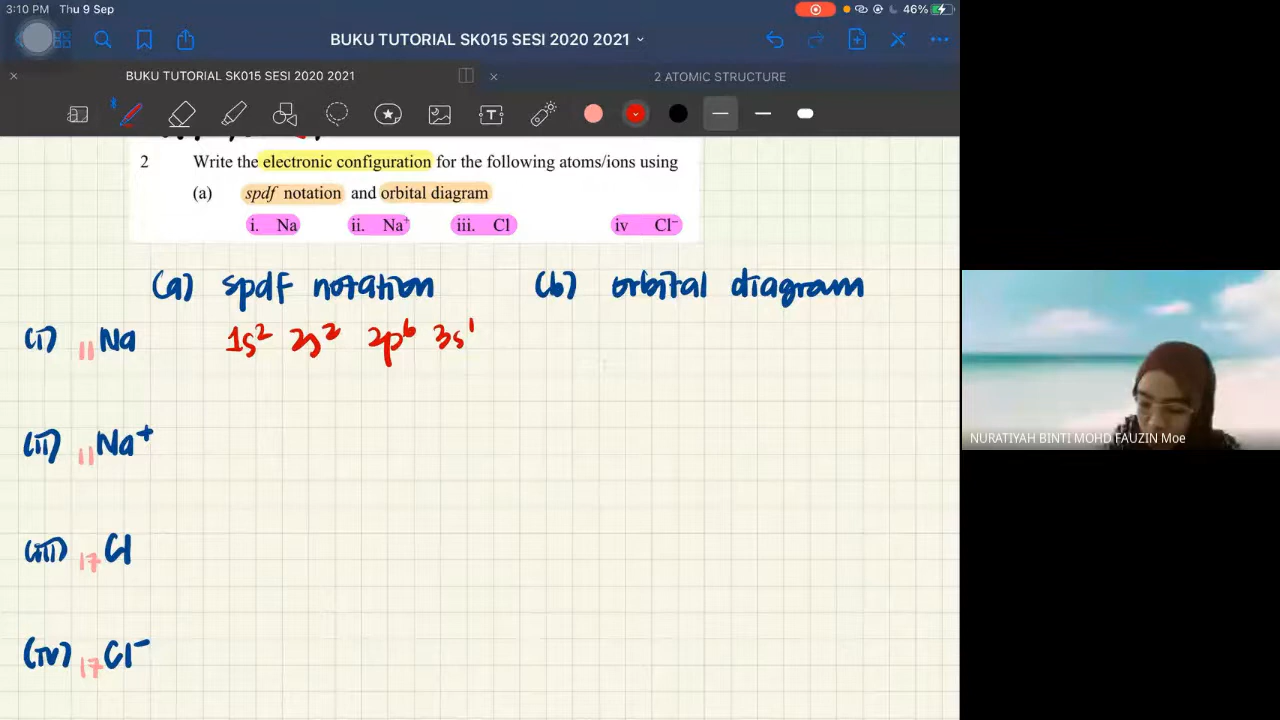 3:10 PM Thu 9 Sep 46%
BUKU TUTORIAL SK015 SESI 2020 2021
BUKU TUTORIAL SK015 SESI 2020 2021 2 ATOMIC STRUCTURE
2 Write the electronic configuration for the following atoms/ions using
(a) spdf notation and orbital diagram
i. Na ii. Na⁺ iii. Cl iv Cl⁻
(a) spdf notation (b) orbital diagram
(i) ₁₁Na 1s² 2s² 2p⁶ 3s¹
(ii) ₁₁Na⁺
(iii) ₁₇Cl
(iv) ₁₇Cl⁻
NURATIYAH BINTI MOHD FAUZIN Moe